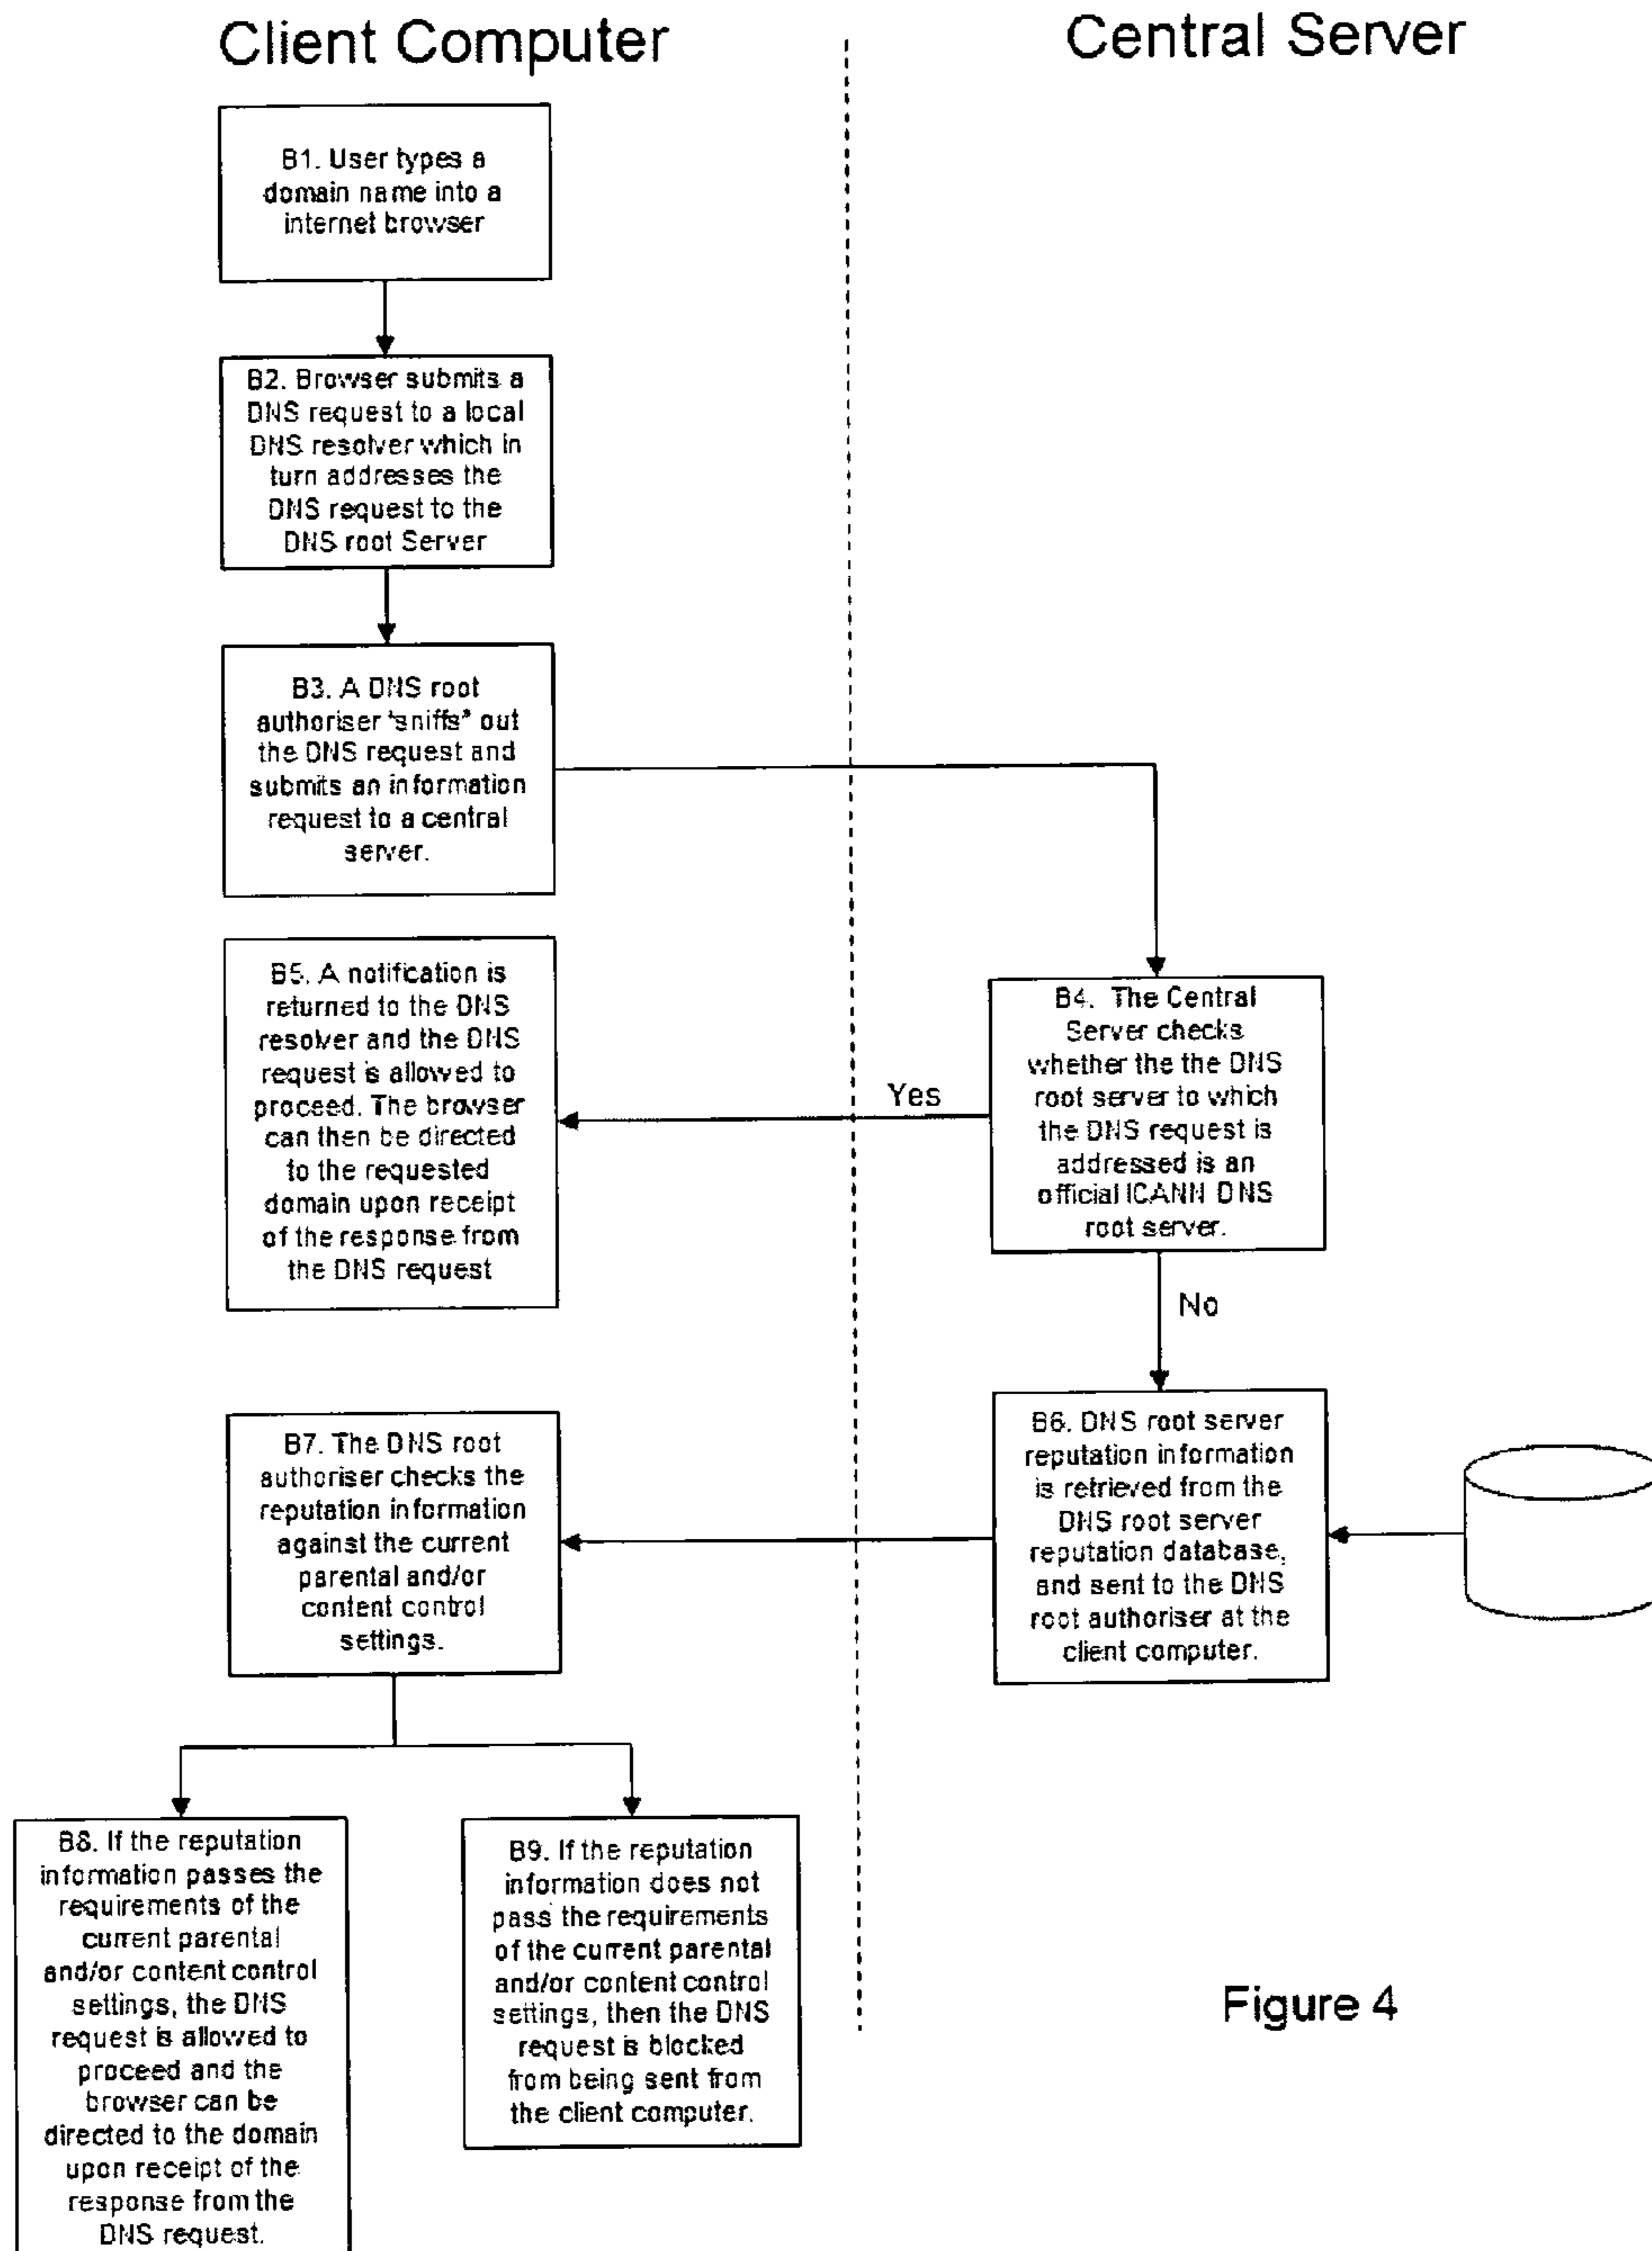 Client Computer
Central Server
B1. User types a
domain name into a
internet browser
B2. Browser submits a
DNS request to a local
DNS resolver which in
turn addresses the
DNS request to the
DNS root Server
B3. A DNS root
authoriser "sniffs" out
the DNS request and
submits an information
request to a central
server.
B5. A notification is
returned to the DNS
resolver and the DNS
request is allowed to
proceed. The browser
can then be directed
to the requested
domain upon receipt
of the response from
the DNS request
Yes
B4. The Central
Server checks
whether the the DNS
root server to which
the DNS request is
addressed is an
official ICANN DNS
root server.
No
B7. The DNS root
authoriser checks the
reputation information
against the current
parental and/or
content control
settings.
B6. DNS root server
reputation information
is retrieved from the
DNS root server
reputation database,
and sent to the DNS
root authoriser at the
client computer.
B8. If the reputation
information passes the
requirements of the
current parental
and/or content control
settings, the DNS
request is allowed to
proceed and the
browser can be
directed to the domain
upon receipt of the
response from the
DNS request.
B9. If the reputation
information does not
pass the requirements
of the current parental
and/or content control
settings, then the DNS
request is blocked
from being sent from
the client computer.
Figure 4